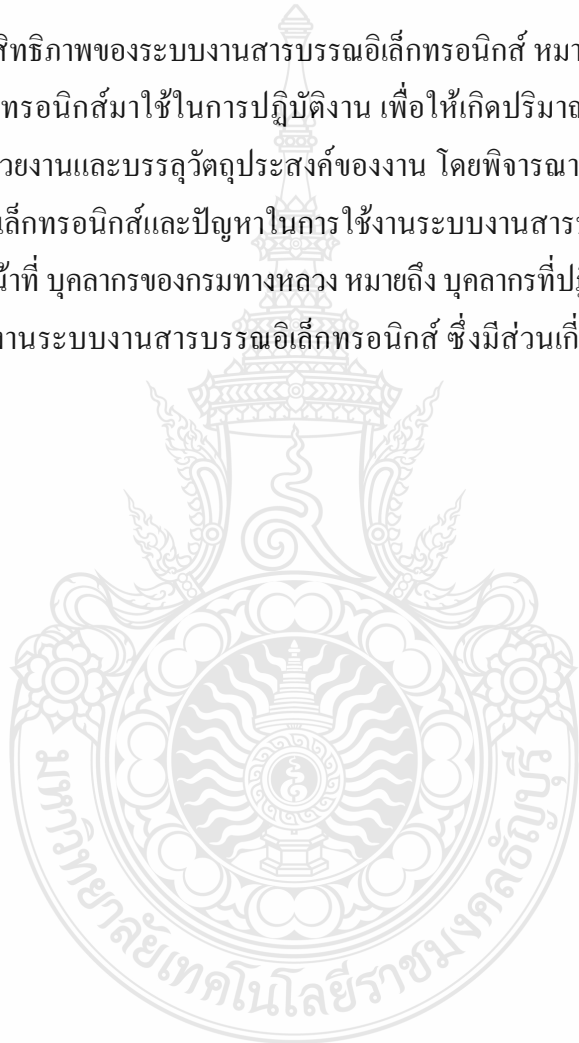 สิทธิภาพของระบบงานสารบรรณอิเล็กทรอนิกส์ หมา
ทรอนิกส์มาใช้ในการปฏิบัติงาน เพื่อให้เกิดปริมาณ
วยงานและบรรลุวัตถุประสงค์ของงาน โดยพิจารณา
เล็กทรอนิกส์และปัญหาในการใช้งานระบบงานสาร
น้าที่ บุคลากรของกรมทางหลวง หมายถึง บุคลากรที่ปฏิ
งานระบบงานสารบรรณอิเล็กทรอนิกส์ ซึ่งมีส่วนเกี่
มหาวิทยาลัยเทคโนโลยีราชมงคลธัญบุรี